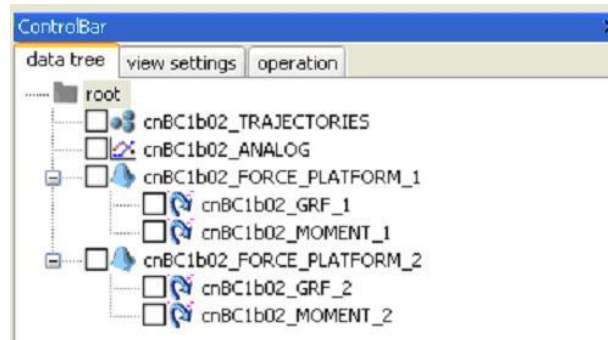 ControlBar
data tree view settings operation
root
cnBC1b02_TRAJECTORIES
cnBC1b02_ANALOG
cnBC1b02_FORCE_PLATFORM_1
cnBC1b02_GRF_1
cnBC1b02_MOMENT_1
cnBC1b02_FORCE_PLATFORM_2
cnBC1b02_GRF_2
cnBC1b02_MOMENT_2